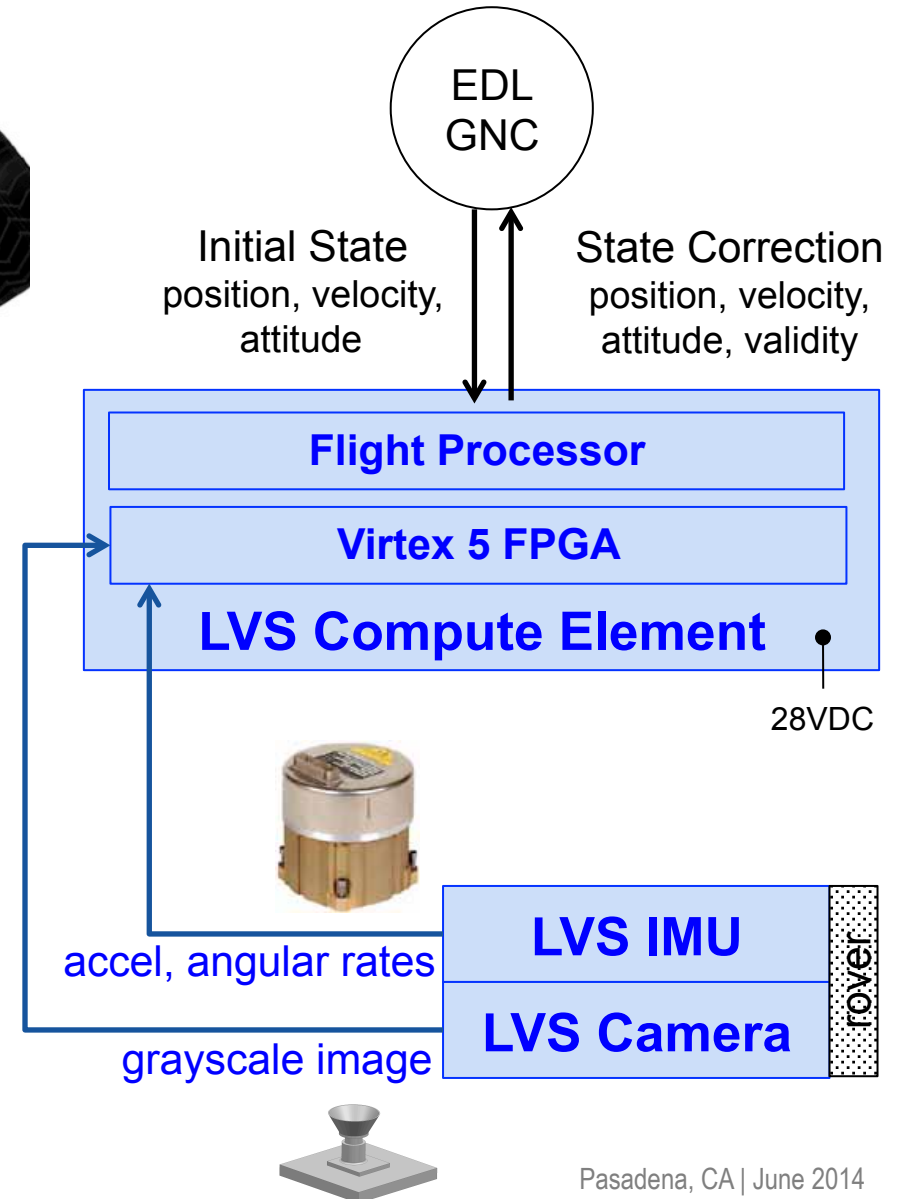 EDL
GNC
Initial State
position, velocity,
attitude
State Correction
position, velocity,
attitude, validity
Flight Processor
Virtex 5 FPGA
LVS Compute Element
28VDC
LVS IMU
accel, angular rates
rover
LVS Camera
grayscale image
Pasadena, CA | June 2014